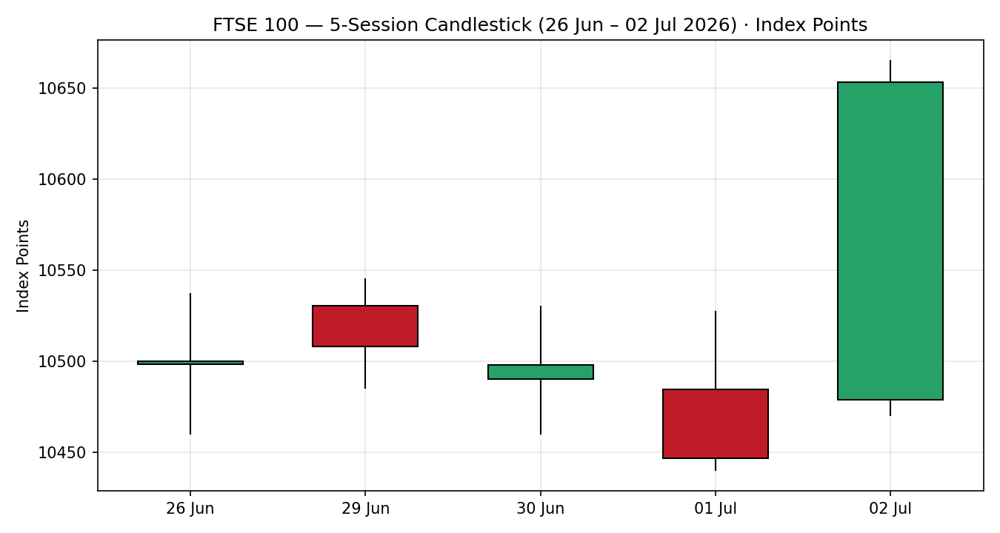 FTSE 100 — 5-Session Candlestick (26 Jun – 02 Jul 2026) · Index Points
Index Points
10650
10600
10550
10500
10450
26 Jun
29 Jun
30 Jun
01 Jul
02 Jul